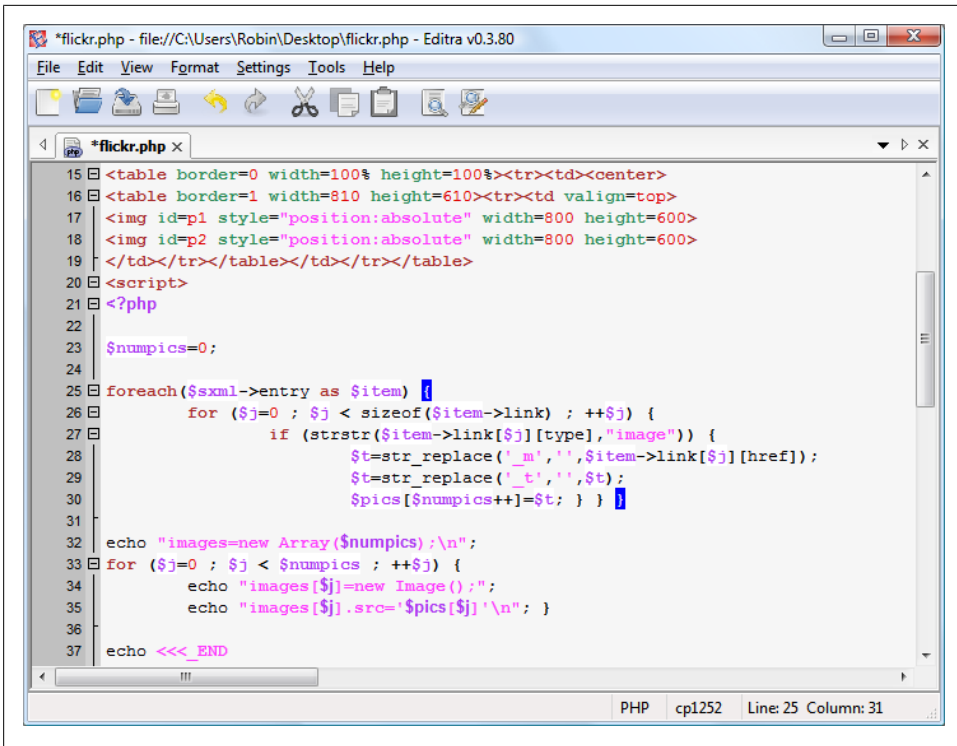 *flickr.php - file://C:\Users\Robin\Desktop\flickr.php - Editra v0.3.80
File Edit View Format Settings Tools Help
*flickr.php
15 <table border=0 width=100% height=100%><tr><td><center>
16 <table border=1 width=810 height=610><tr><td valign=top>
17 <img id=p1 style="position:absolute" width=800 height=600>
18 <img id=p2 style="position:absolute" width=800 height=600>
19 </td></tr></table></td></tr></table>
20 <script>
21 <?php
22
23 $numpics=0;
24
25 foreach($sxml->entry as $item) {
26 for ($j=0 ; $j < sizeof($item->link) ; ++$j) {
27 if (strstr($item->link[$j][type],"image")) {
28 $t=str_replace('_m','',$item->link[$j][href]);
29 $t=str_replace('_t','',$t);
30 $pics[$numpics++]=$t; } } }
31
32 echo "images=new Array($numpics);\n";
33 for ($j=0 ; $j < $numpics ; ++$j) {
34 echo "images[$j]=new Image();";
35 echo "images[$j].src='$pics[$j]'\n"; }
36
37 echo <<<_END
PHP cp1252 Line: 25 Column: 31